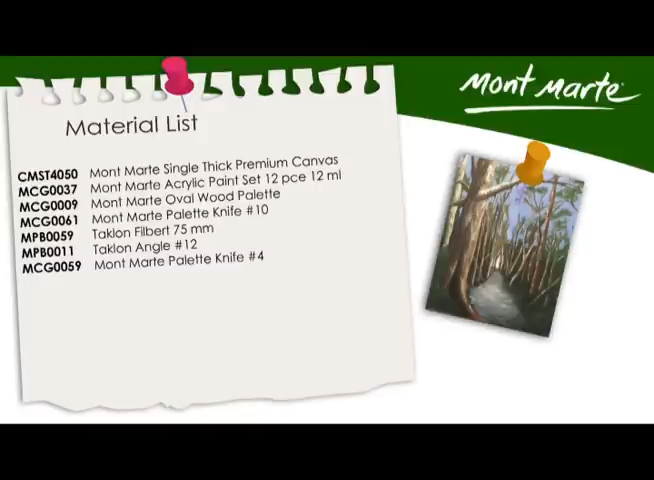 Mont Marte
Material List
CMST4050 Mont Marte Single Thick Premium Canvas
MCG0037 Mont Marte Acrylic Paint Set 12 pce 12 ml
MCG0009 Mont Marte Oval Wood Palette
MCG0061 Mont Marte Palette Knife #10
MPB0059 Taklon Filbert 75 mm
MPB0011 Taklon Angle #12
MCG0059 Mont Marte Palette Knife #4